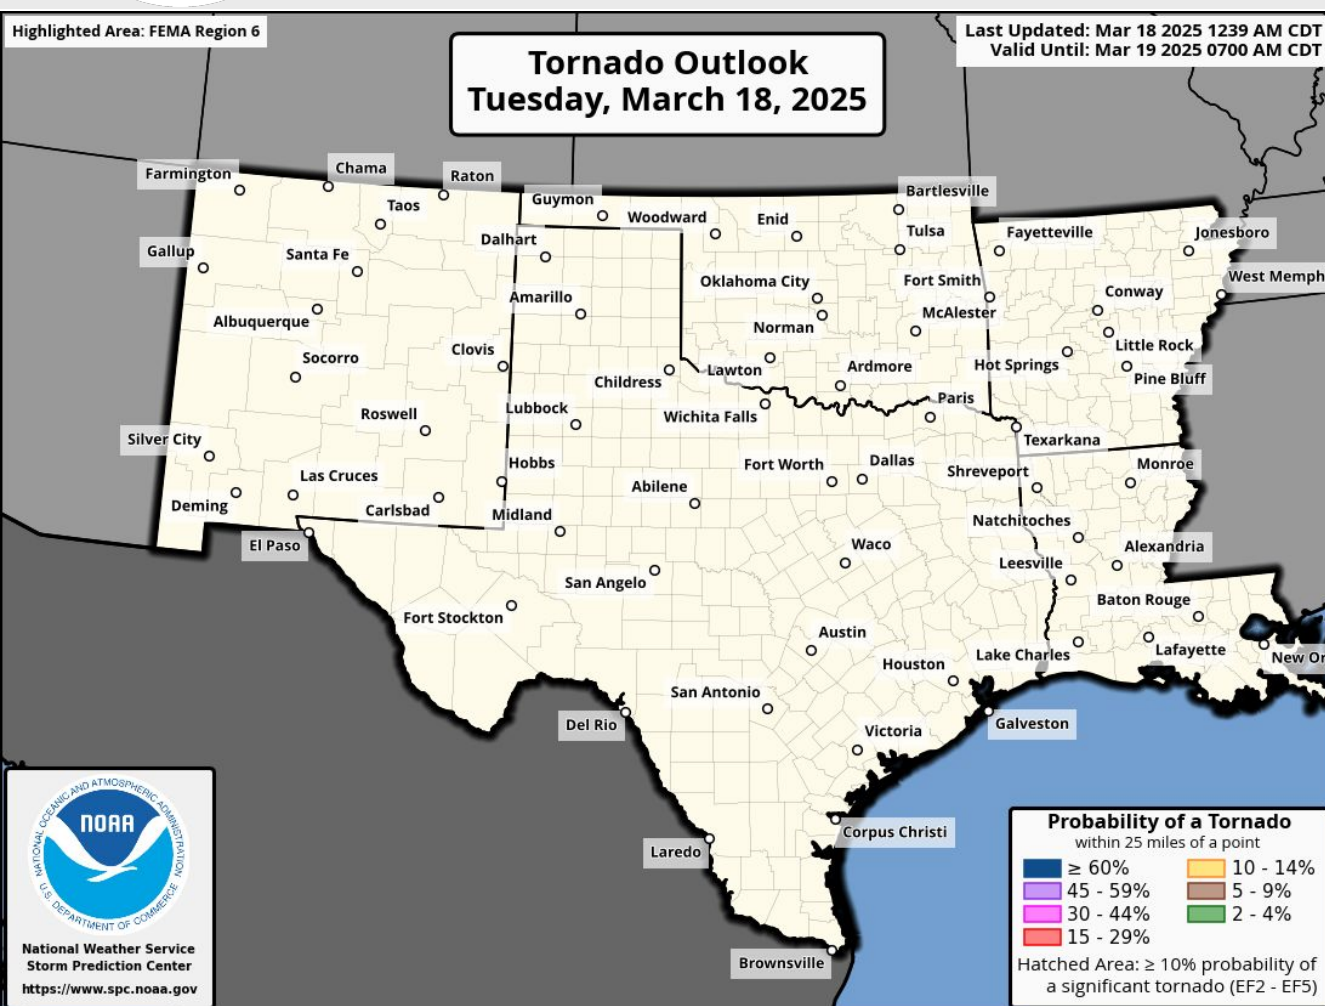 Highlighted Area: FEMA Region 6
Last Updated: Mar 18 2025 1239 AM CDT
Valid Until: Mar 19 2025 0700 AM CDT
Tornado Outlook
Tuesday, March 18, 2025
Farmington
Chama
Raton
Taos
Guymon
Woodward
Enid
Bartlesville
Tulsa
Fayetteville
Jonesboro
Gallup
Santa Fe
Dalhart
Oklahoma City
Fort Smith
West Memph
Conway
Amarillo
Albuquerque
Norman
McAlester
Little Rock
Socorro
Clovis
Childress
Lawton
Ardmore
Hot Springs
Pine Bluff
Roswell
Lubbock
Wichita Falls
Paris
Silver City
Texarkana
Hobbs
Las Cruces
Fort Worth
Dallas
Shreveport
Monroe
Deming
Carlsbad
Abilene
Midland
Natchitoches
El Paso
Waco
Alexandria
San Angelo
Leesville
Fort Stockton
Baton Rouge
Austin
Houston
Lake Charles
Lafayette
New Or
San Antonio
Del Rio
Victoria
Galveston
Corpus Christi
Laredo
Brownsville
NATIONAL OCEANIC AND ATMOSPHERIC ADMINISTRATION
NOAA
U.S. DEPARTMENT OF COMMERCE
National Weather Service
Storm Prediction Center
https://www.spc.noaa.gov
Probability of a Tornado
within 25 miles of a point
≥ 60%
10 - 14%
45 - 59%
5 - 9%
30 - 44%
2 - 4%
15 - 29%
Hatched Area: ≥ 10% probability of
a significant tornado (EF2 - EF5)